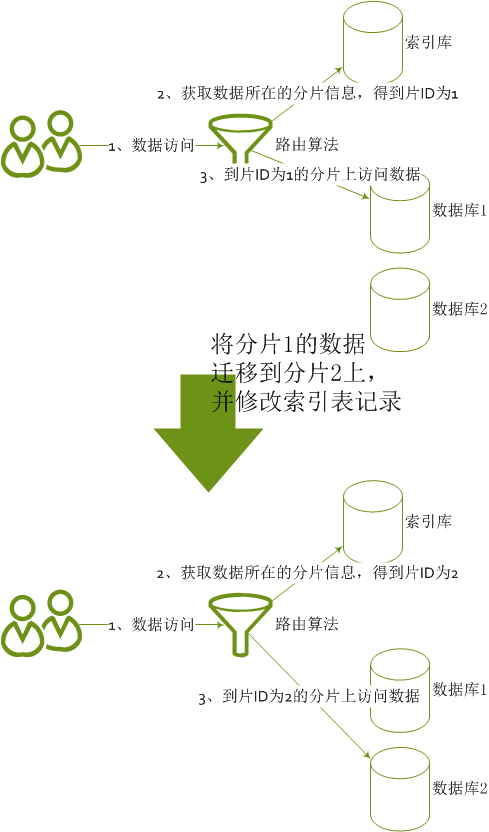 索引库
2、获取数据所在的分片信息，得到片ID为1
1、数据访问
路由算法
3、到片ID为1的分片上访问数据
数据库1
数据库2
将分片1的数据
迁移到分片2上，
并修改索引表记录
索引库
2、获取数据所在的分片信息，得到片ID为2
1、数据访问
路由算法
3、到片ID为2的分片上访问数据
数据库1
数据库2